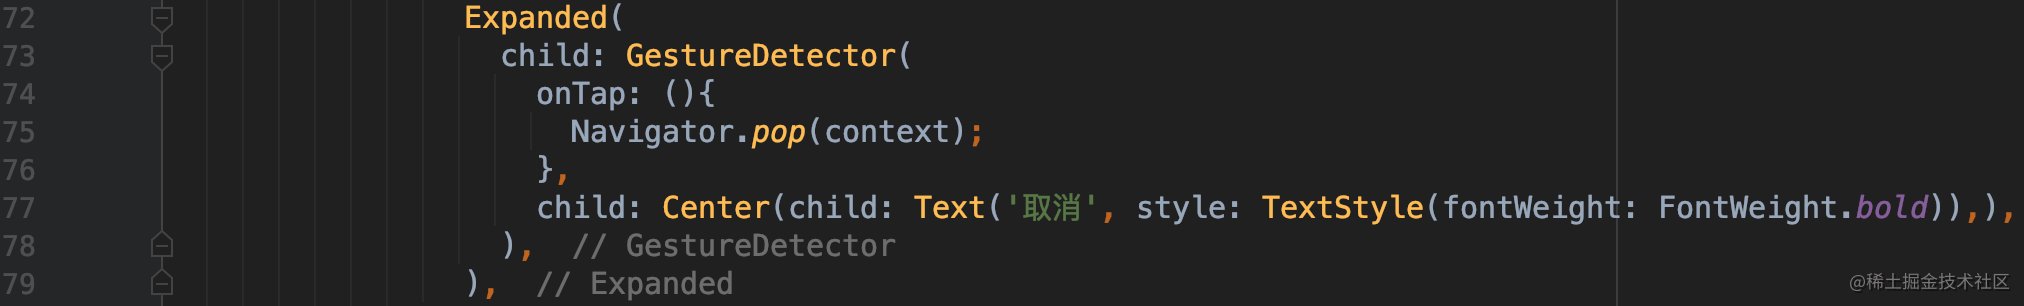 72 Expanded(
73 child: GestureDetector(
74 onTap: (){
75 Navigator.pop(context);
76 },
77 child: Center(child: Text('取消', style: TextStyle(fontWeight: FontWeight.bold)),),
78 ), // GestureDetector
79 ), // Expanded
@稀土掘金技术社区